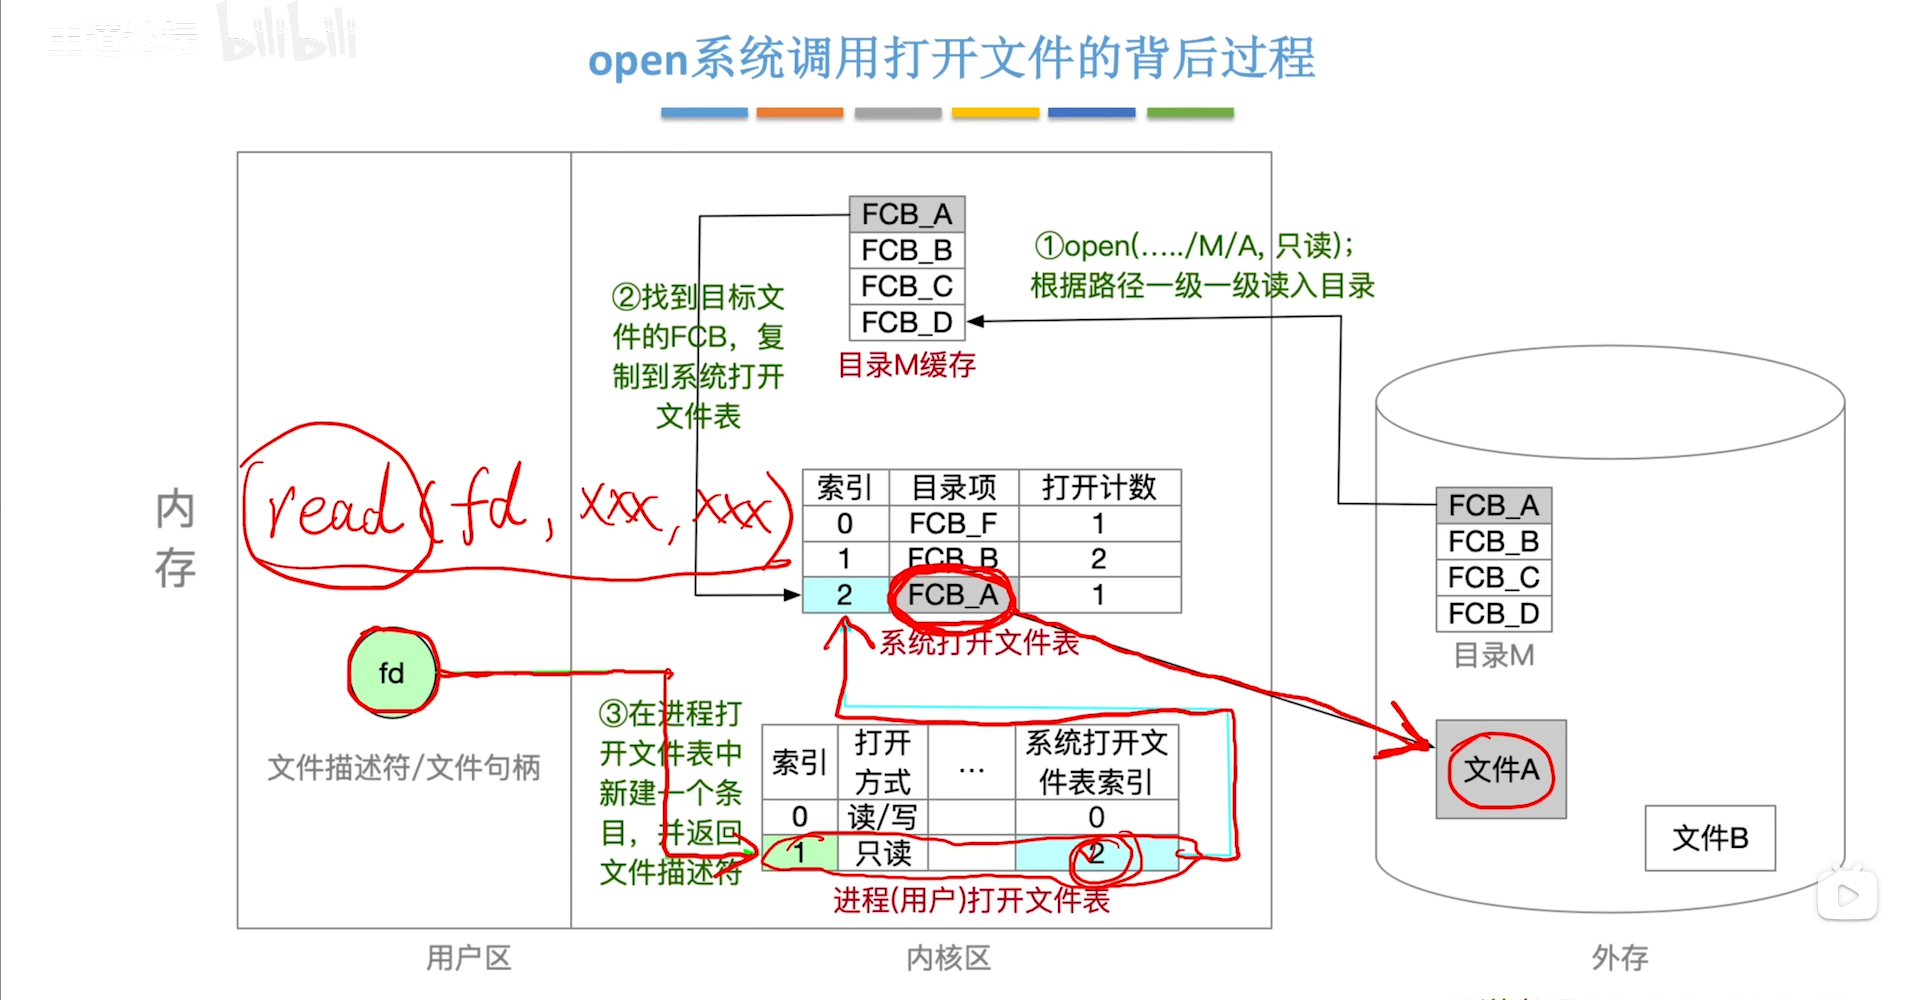 王道论坛 bilibili
open系统调用打开文件的背后过程
FCB_A
FCB_B
FCB_C
FCB_D
目录M缓存
①open(...../M/A, 只读);
根据路径一级一级读入目录
②找到目标文
件的FCB，复
制到系统打开
文件表
内存
read(fd, xxx, xxx)
索引 目录项 打开计数
0 FCB_F 1
1 FCB_B 2
2 FCB_A 1
系统打开文件表
FCB_A
FCB_B
FCB_C
FCB_D
目录M
fd
文件描述符/文件句柄
③在进程打
开文件表中
新建一个条
目，并返回
文件描述符
索引 打开方式 ... 系统打开文件表索引
0 读/写 0
1 只读 2
进程(用户)打开文件表
文件A
文件B
用户区
内核区
外存